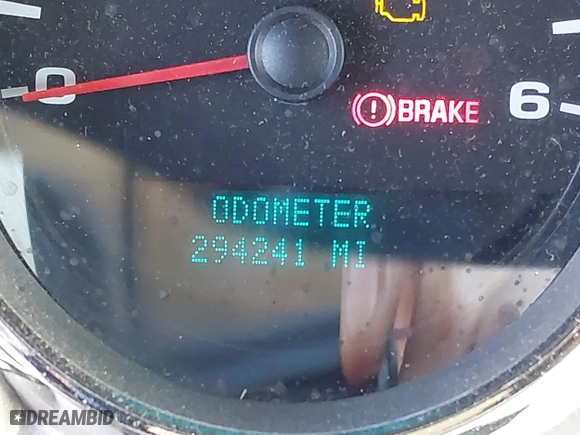 0
BRAKE 6
ODOMETER
294241 MI
DREAMBID